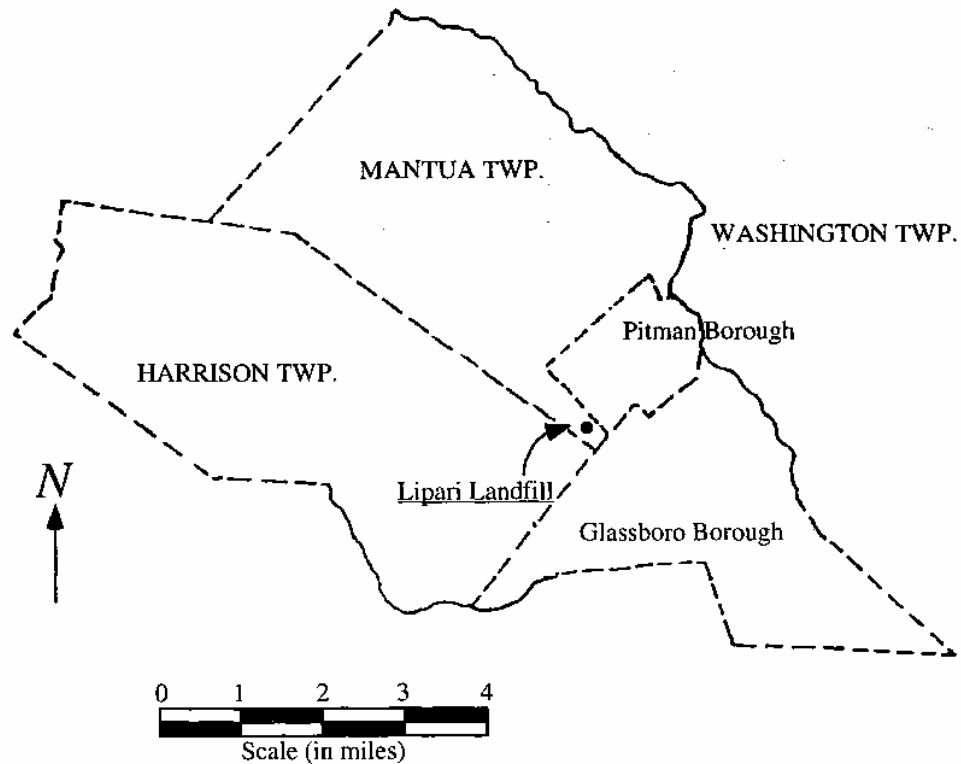 MANTUA TWP.
WASHINGTON TWP.
Pitman Borough
HARRISON TWP.
Lipari Landfill
N
Glassboro Borough
0 1 2 3 4
Scale (in miles)